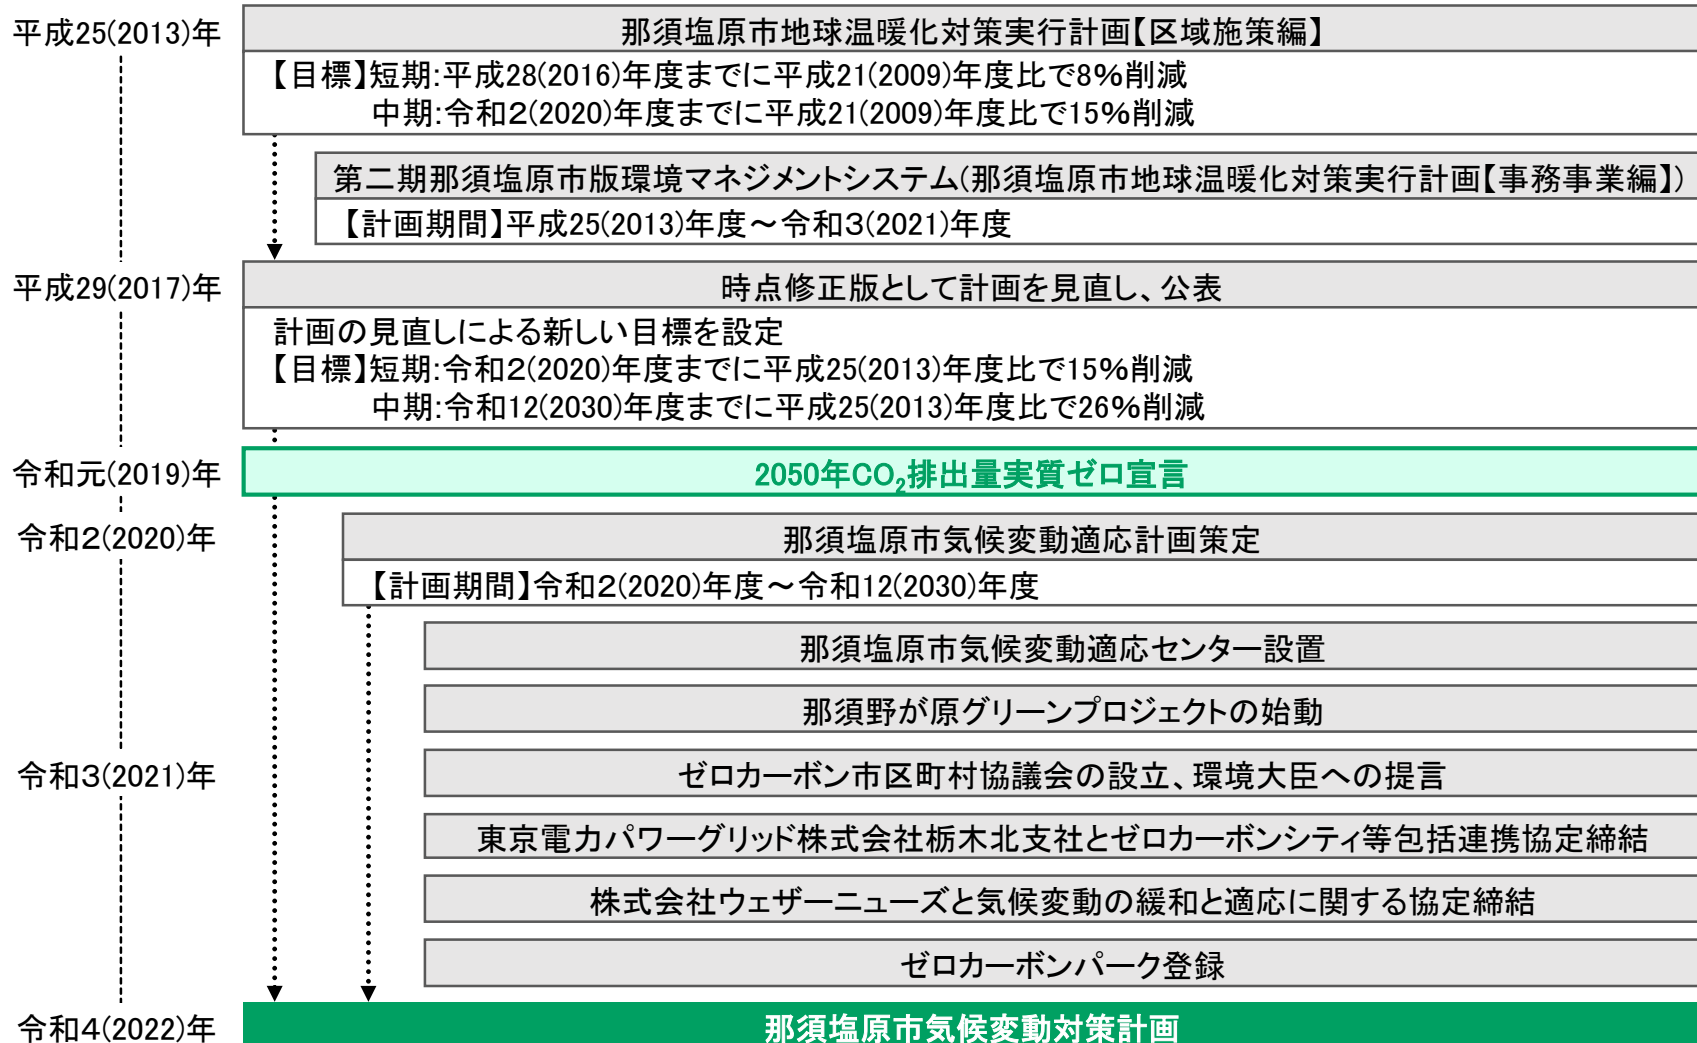 平成25(2013)年
那須塩原市地球温暖化対策実行計画【区域施策編】
【目標】短期:平成28(2016)年度までに平成21(2009)年度比で8%削減
中期:令和2(2020)年度までに平成21(2009)年度比で15%削減
第二期那須塩原市版環境マネジメントシステム(那須塩原市地球温暖化対策実行計画【事務事業編】)
【計画期間】平成25(2013)年度～令和3(2021)年度
平成29(2017)年
時点修正版として計画を見直し、公表
計画の見直しによる新しい目標を設定
【目標】短期:令和2(2020)年度までに平成25(2013)年度比で15%削減
中期:令和12(2030)年度までに平成25(2013)年度比で26%削減
令和元(2019)年
2050年CO₂排出量実質ゼロ宣言
令和2(2020)年
那須塩原市気候変動適応計画策定
【計画期間】令和2(2020)年度～令和12(2030)年度
那須塩原市気候変動適応センター設置
那須野が原グリーンプロジェクトの始動
令和3(2021)年
ゼロカーボン市区町村協議会の設立、環境大臣への提言
東京電力パワーグリッド株式会社栃木北支社とゼロカーボンシティ等包括連携協定締結
株式会社ウェザーニューズと気候変動の緩和と適応に関する協定締結
ゼロカーボンパーク登録
令和4(2022)年
那須塩原市気候変動対策計画